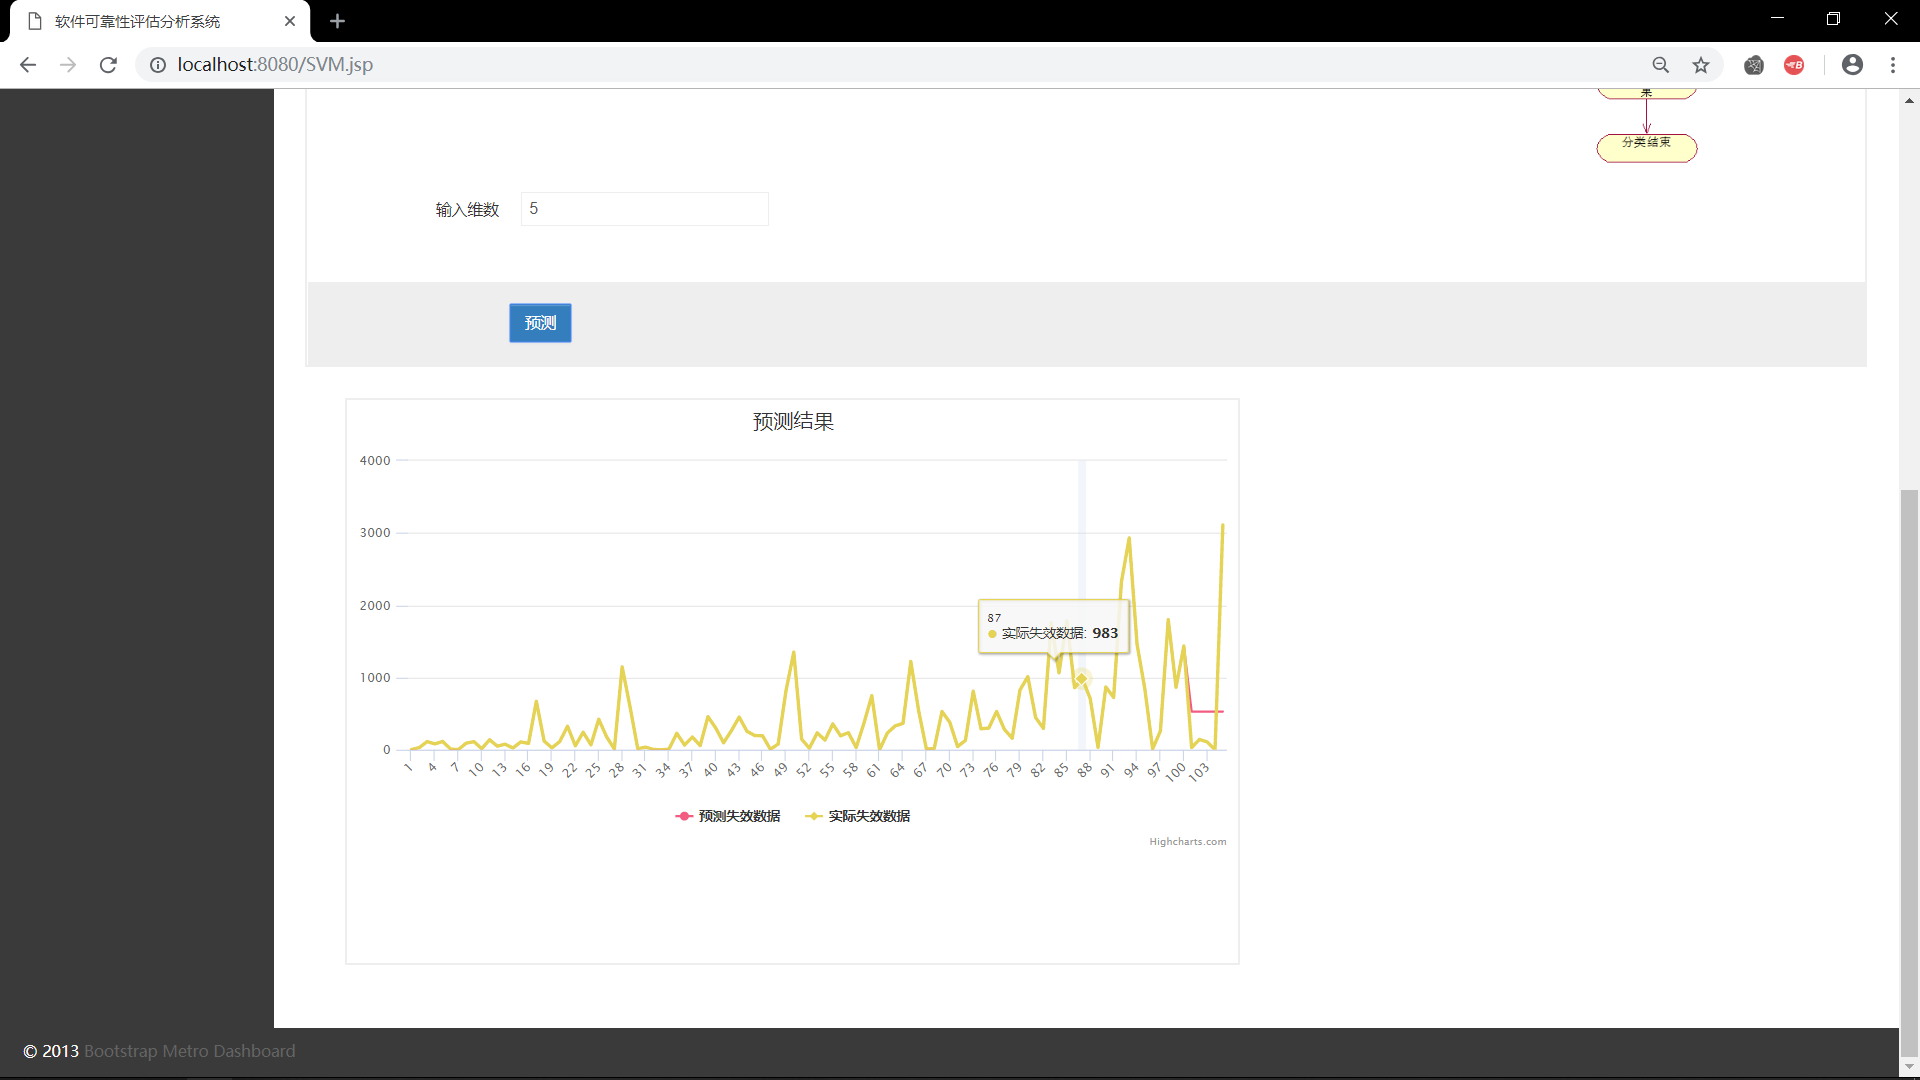 软件可靠性评估分析系统
localhost:8080/SVM.jsp
果
分类结束
输入维数 5
预测
预测结果
4000
3000
2000
1000
0
87
实际失效数据: 983
1 4 7 10 13 16 19 22 25 28 31 34 37 40 43 46 49 52 55 58 61 64 67 70 73 76 79 82 85 88 91 94 97 100 103
预测失效数据 实际失效数据
Highcharts.com
© 2013 Bootstrap Metro Dashboard